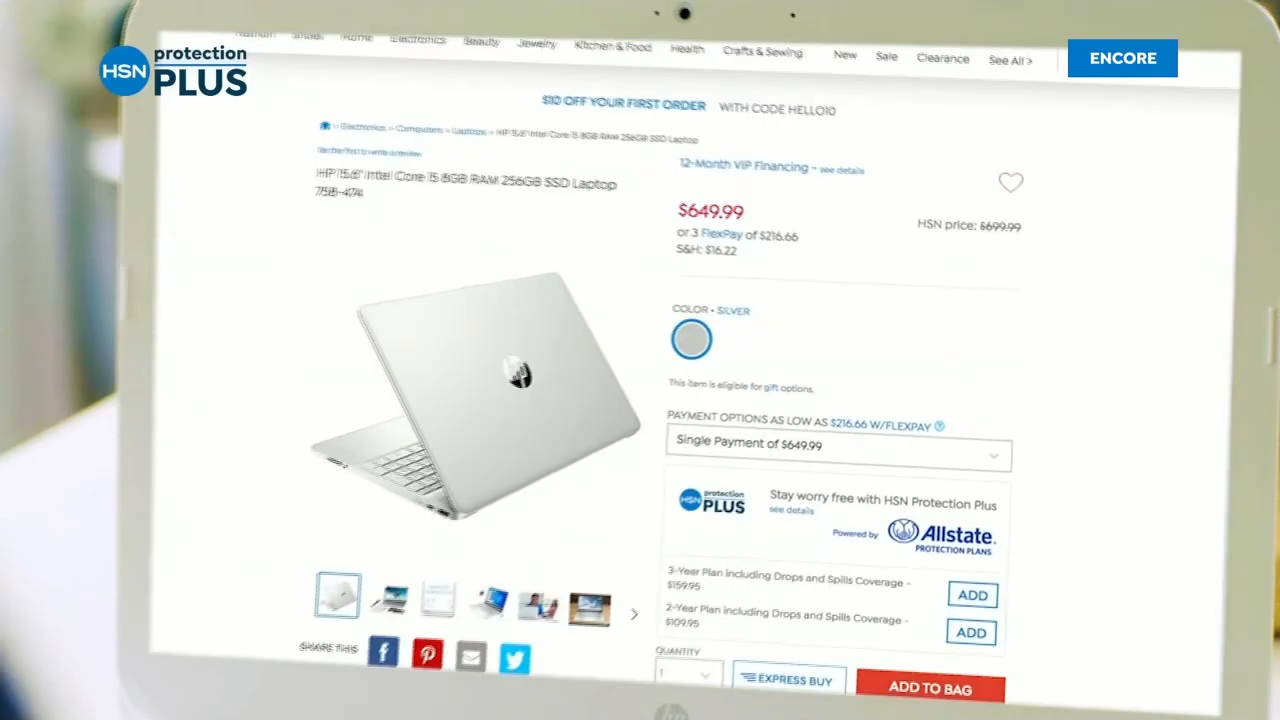 HSN protection PLUS
ENCORE
Fashion Shoes Home Electronics Beauty Jewelry Kitchen & Food Health Crafts & Sewing New Sale Clearance See All >
$10 OFF YOUR FIRST ORDER WITH CODE HELLO10
> Electronics > Computers > Laptops > HP 15.6" Intel Core i5 8GB RAM 256GB SSD Laptop
Be the first to write a review
HP 15.6" Intel Core i5 8GB RAM 256GB SSD Laptop
758-474
12-Month VIP Financing - see details
$649.99
HSN price: $699.99
or 3 FlexPay of $216.66
S&H: $16.22
COLOR • SILVER
This item is eligible for gift options.
PAYMENT OPTIONS AS LOW AS $216.66 W/FLEXPAY ?
Single Payment of $649.99
HSN protection PLUS
Stay worry free with HSN Protection Plus
see details
Powered by Allstate.
PROTECTION PLANS
3-Year Plan including Drops and Spills Coverage -
$159.95
ADD
2-Year Plan including Drops and Spills Coverage -
$109.95
ADD
SHARE THIS
QUANTITY
1
EXPRESS BUY
ADD TO BAG
hp